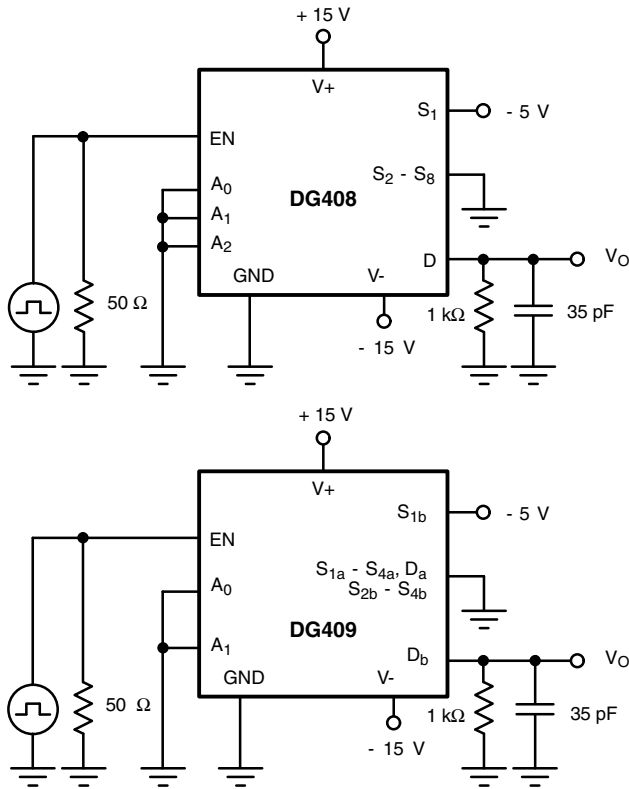 + 15 V
V+
S1
- 5 V
EN
S2 - S8
A0
DG408
A1
A2
D
VO
GND
V-
50 Ω
1 kΩ
35 pF
- 15 V
+ 15 V
V+
S1b
- 5 V
EN
S1a - S4a, Da
A0
S2b - S4b
DG409
A1
Db
VO
GND
V-
50 Ω
1 kΩ
35 pF
- 15 V